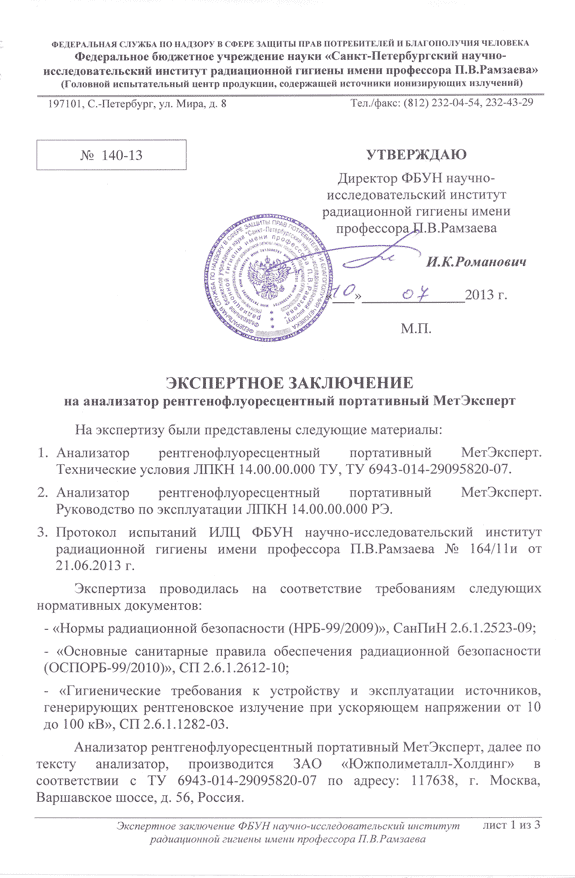 ФЕДЕРАЛЬНАЯ СЛУЖБА ПО НАДЗОРУ В СФЕРЕ ЗАЩИТЫ ПРАВ ПОТРЕБИТЕЛЕЙ И БЛАГОПОЛУЧИЯ ЧЕЛОВЕКА
Федеральное бюджетное учреждение науки «Санкт-Петербургский научно-
исследовательский институт радиационной гигиены имени профессора П.В.Рамзаева»
(Головной испытательный центр продукции, содержащей источники ионизирующих излучений)
197101, С.-Петербург, ул. Мира, д. 8 Тел./факс: (812) 232-04-54, 232-43-29
№ 140-13
УТВЕРЖДАЮ
Директор ФБУН научно-
исследовательский институт
радиационной гигиены имени
профессора П.В.Рамзаева
И.К.Романович
«10» 07 2013 г.
М.П.
ЭКСПЕРТНОЕ ЗАКЛЮЧЕНИЕ
на анализатор рентгенофлуоресцентный портативный МетЭксперт
На экспертизу были представлены следующие материалы:
1. Анализатор рентгенофлуоресцентный портативный МетЭксперт.
Технические условия ЛПКН 14.00.00.000 ТУ, ТУ 6943-014-29095820-07.
2. Анализатор рентгенофлуоресцентный портативный МетЭксперт.
Руководство по эксплуатации ЛПКН 14.00.00.000 РЭ.
3. Протокол испытаний ИЛЦ ФБУН научно-исследовательский институт
радиационной гигиены имени профессора П.В.Рамзаева № 164/11и от
21.06.2013 г.
Экспертиза проводилась на соответствие требованиям следующих
нормативных документов:
- «Нормы радиационной безопасности (НРБ-99/2009)», СанПиН 2.6.1.2523-09;
- «Основные санитарные правила обеспечения радиационной безопасности
(ОСПОРБ-99/2010)», СП 2.6.1.2612-10;
- «Гигиенические требования к устройству и эксплуатации источников,
генерирующих рентгеновское излучение при ускоряющем напряжении от 10
до 100 кВ», СП 2.6.1.1282-03.
Анализатор рентгенофлуоресцентный портативный МетЭксперт, далее по
тексту анализатор, производится ЗАО «Южполиметалл-Холдинг» в
соответствии с ТУ 6943-014-29095820-07 по адресу: 117638, г. Москва,
Варшавское шоссе, д. 56, Россия.
Экспертное заключение ФБУН научно-исследовательский институт лист 1 из 3
радиационной гигиены имени профессора П.В.Рамзаева